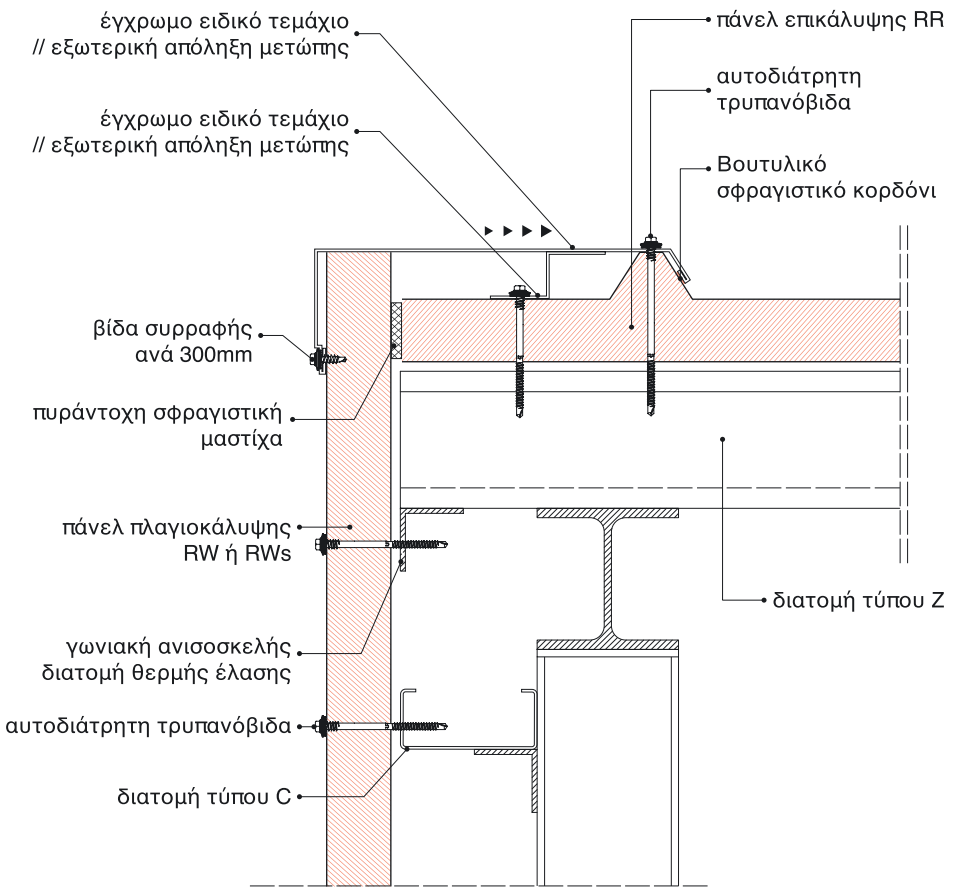 έγχρωμο ειδικό τεμάχιο
// εξωτερική απόληξη μετώπης
έγχρωμο ειδικό τεμάχιο
// εξωτερική απόληξη μετώπης
βίδα συρραφής
ανά 300mm
πυράντοχη σφραγιστική
μαστίχα
πάνελ πλαγιοκάλυψης
RW ή RWs
γωνιακή ανισοσκελής
διατομή θερμής έλασης
αυτοδιάτρητη τρυπανόβιδα
διατομή τύπου C
πάνελ επικάλυψης RR
αυτοδιάτρητη
τρυπανόβιδα
Βουτυλικό
σφραγιστικό κορδόνι
διατομή τύπου Z